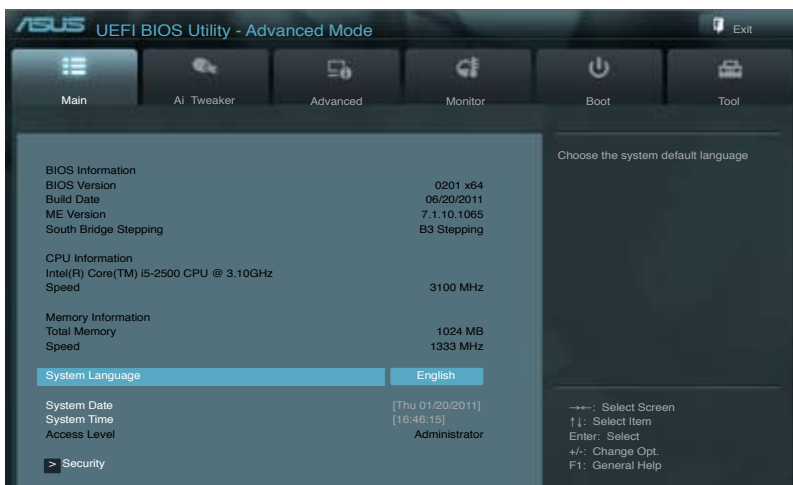 ASUS UEFI BIOS Utility - Advanced Mode
Exit
Main
Ai Tweaker
Advanced
Monitor
Boot
Tool
BIOS Information
BIOS Version 0201 x64
Build Date 06/20/2011
ME Version 7.1.10.1065
South Bridge Stepping B3 Stepping
CPU Information
Intel(R) Core(TM) i5-2500 CPU @ 3.10GHz
Speed 3100 MHz
Memory Information
Total Memory 1024 MB
Speed 1333 MHz
System Language English
System Date [Thu 01/20/2011]
System Time [16:46:15]
Access Level Administrator
> Security
Choose the system default language
→←: Select Screen
↑↓: Select Item
Enter: Select
+/-: Change Opt.
F1: General Help